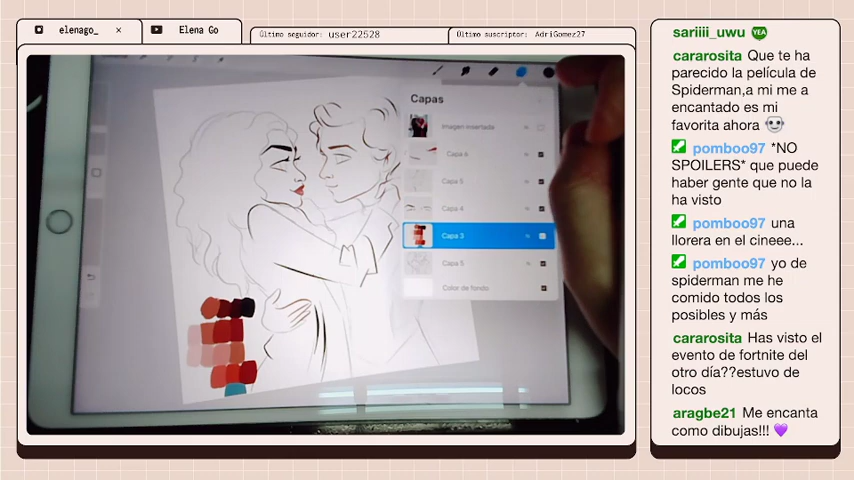 elenago_ ×
Elena Go
Último seguidor: user22528
Último suscriptor: AdriGomez27
Capas
Imagen insertada
Capa 6
Capa 5
Capa 4
Capa 3
Capa 5
Color de fondo
sariiii_uwu YEA
cararosita Que te ha
parecido la película de
Spiderman,a mi me a
encantado es mi
favorita ahora
pomboo97 *NO
SPOILERS* que puede
haber gente que no la
ha visto
pomboo97 una
llorera en el cineee...
pomboo97 yo de
spiderman me he
comido todos los
posibles y más
cararosita Has visto el
evento de fortnite del
otro día??estuvo de
locos
aragbe21 Me encanta
como dibujas!!! 💜